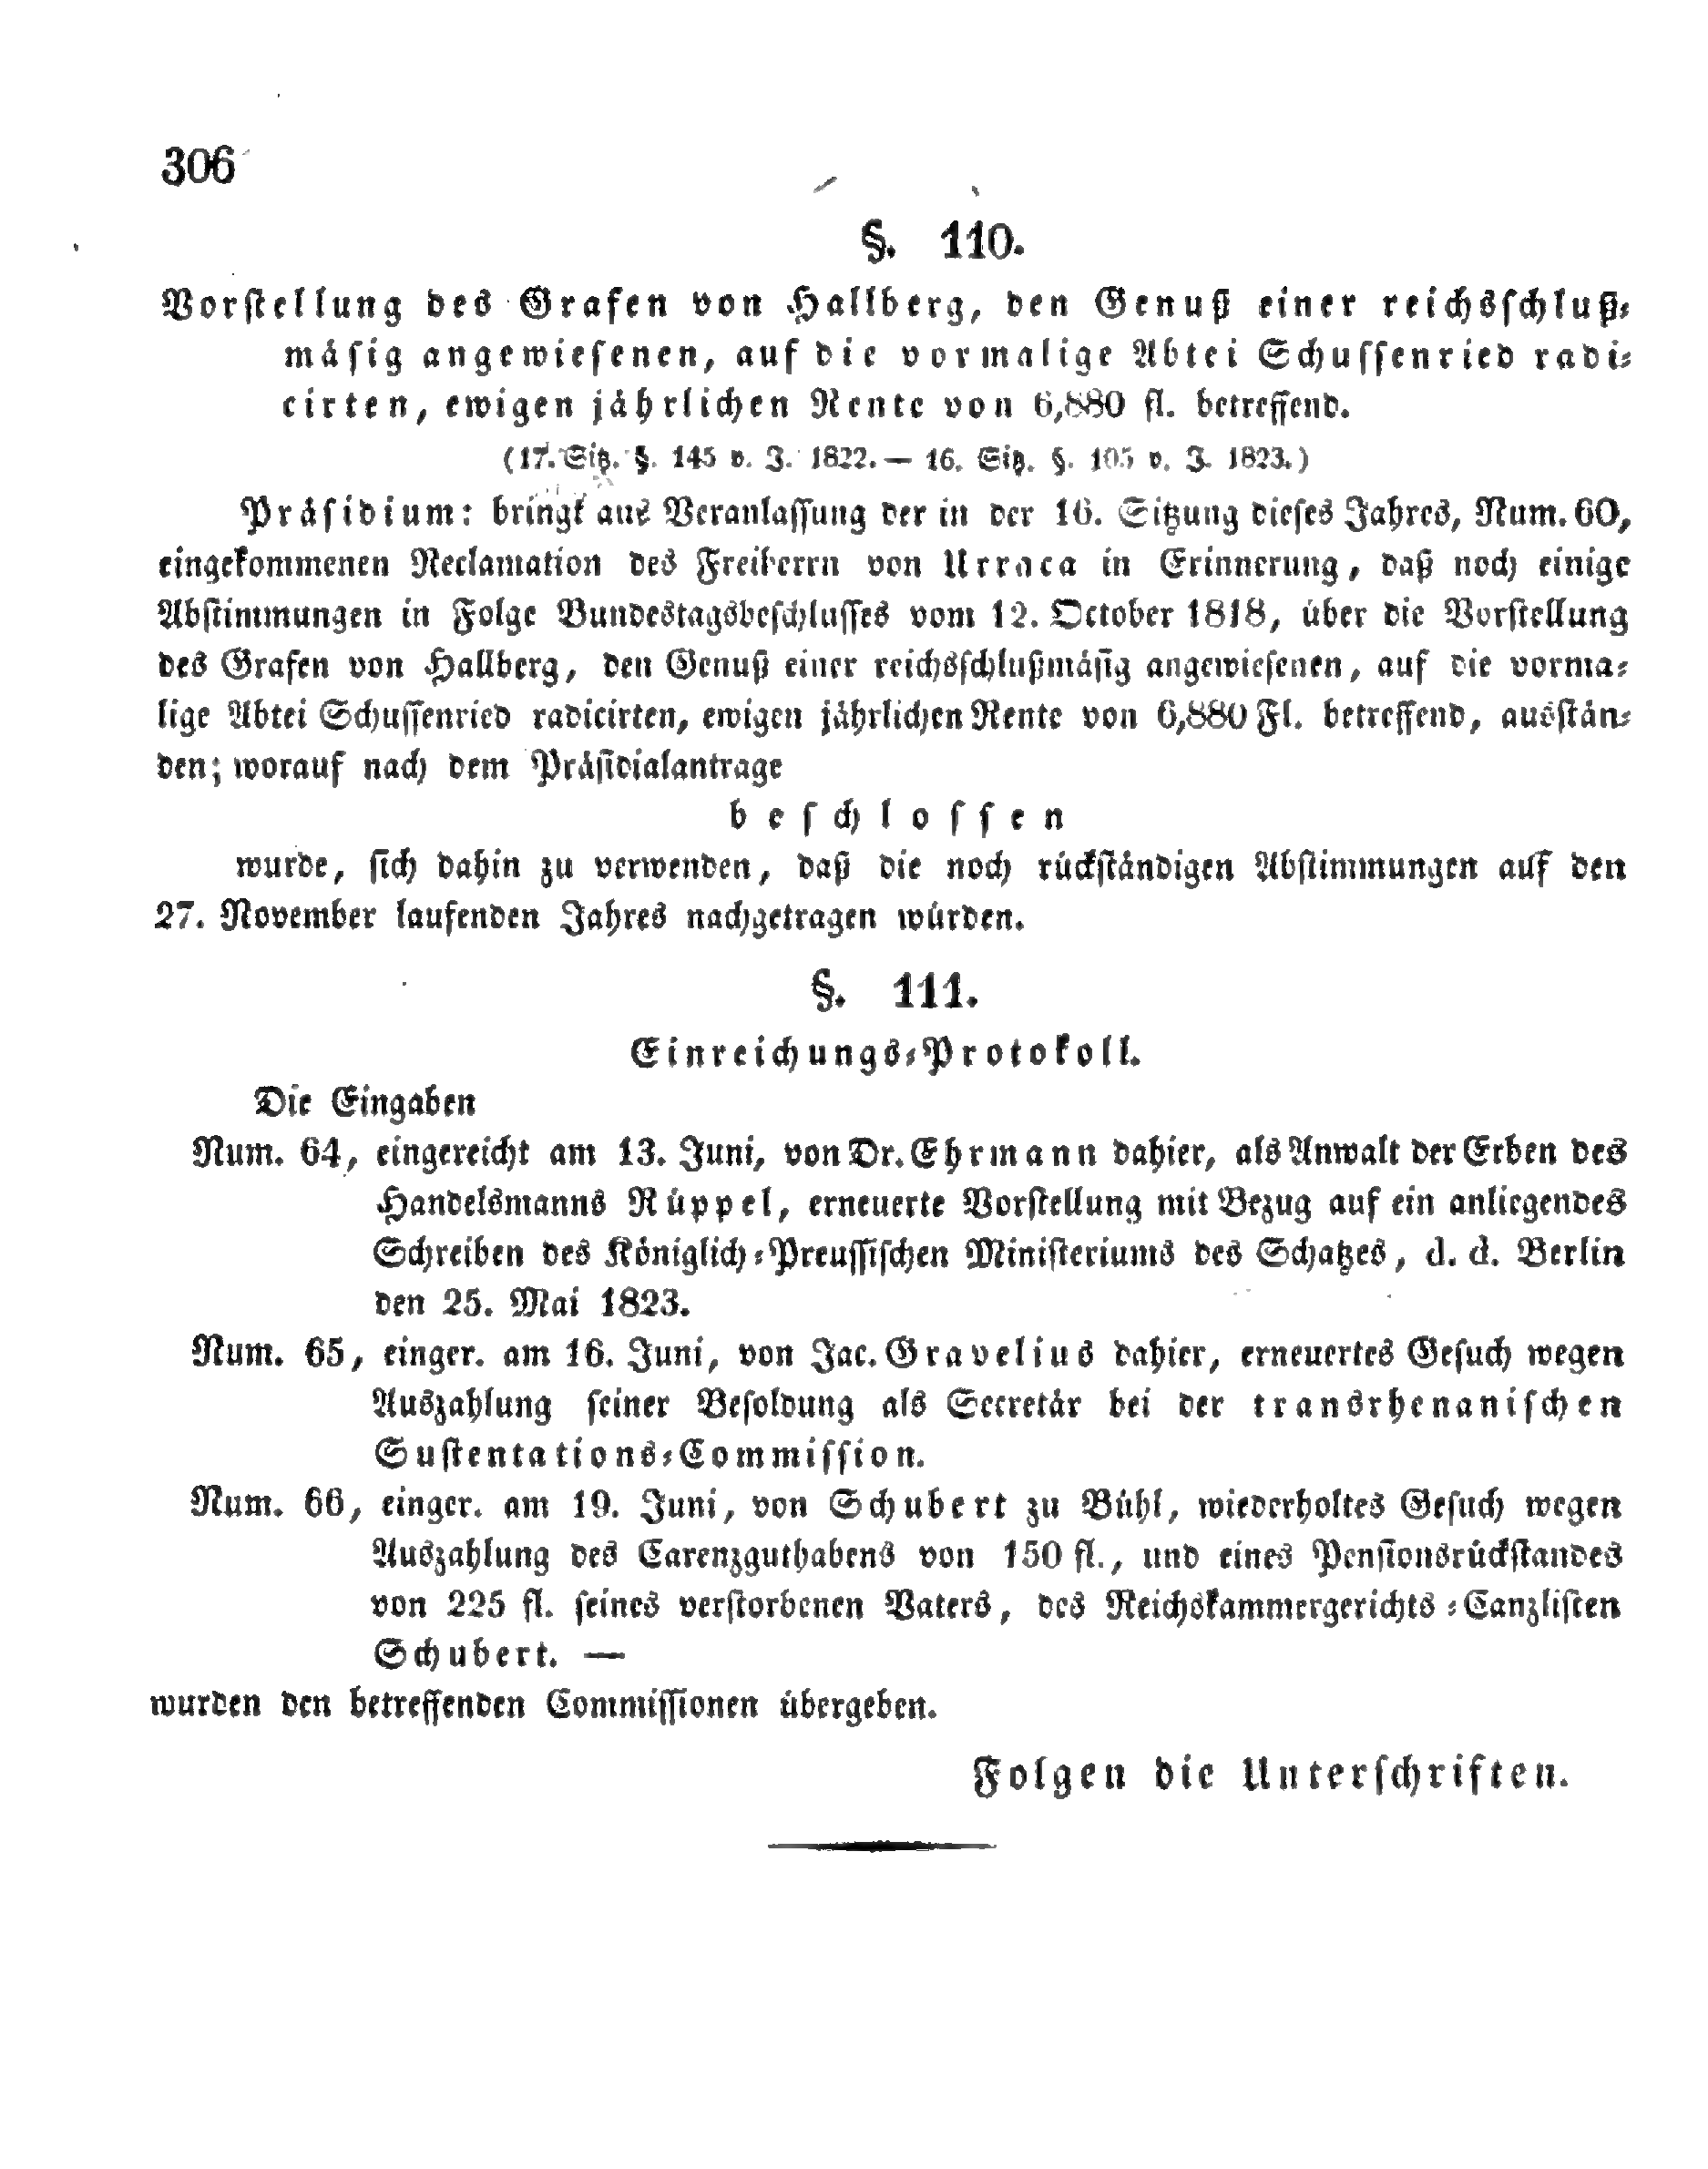 306
§. 110.
Vorstellung des Grafen von Hallberg, den Genuß einer reichsschluß-
mäsig angewiesenen, auf die vormalige Abtei Schussenried radi-
cirten, ewigen jährlichen Rente von 6,880 fl. betreffend.
(17. Sitz. §. 145 v. J. 1822. — 16. Sitz. §. 105 v. J. 1823.)
Präsidium: bringt aus Veranlassung der in der 16. Sitzung dieses Jahres, Num. 60,
eingekommenen Reclamation des Freiherrn von Urraca in Erinnerung, daß noch einige
Abstimmungen in Folge Bundestagsbeschlusses vom 12. October 1818, über die Vorstellung
des Grafen von Hallberg, den Genuß einer reichsschlußmäsig angewiesenen, auf die vorma-
lige Abtei Schussenried radicirten, ewigen jährlichen Rente von 6,880 Fl. betreffend, ausstän-
den; worauf nach dem Präsidialantrage
beschlossen
wurde, sich dahin zu verwenden, daß die noch rückständigen Abstimmungen auf den
27. November laufenden Jahres nachgetragen würden.
§. 111.
Einreichungs-Protokoll.
Die Eingaben
Num. 64, eingereicht am 13. Juni, von Dr. Ehrmann dahier, als Anwalt der Erben des
Handelsmanns Rüppel, erneuerte Vorstellung mit Bezug auf ein anliegendes
Schreiben des Königlich-Preussischen Ministeriums des Schatzes, d. d. Berlin
den 25. Mai 1823.
Num. 65, einger. am 16. Juni, von Jac. Gravelius dahier, erneuertes Gesuch wegen
Auszahlung seiner Besoldung als Secretär bei der transrhenanischen
Sustentations-Commission.
Num. 66, einger. am 19. Juni, von Schubert zu Bühl, wiederholtes Gesuch wegen
Auszahlung des Carenzguthabens von 150 fl., und eines Pensionsrückstandes
von 225 fl. seines verstorbenen Vaters, des Reichskammergerichts-Canzlisten
Schubert. —
wurden den betreffenden Commissionen übergeben.
Folgen die Unterschriften.